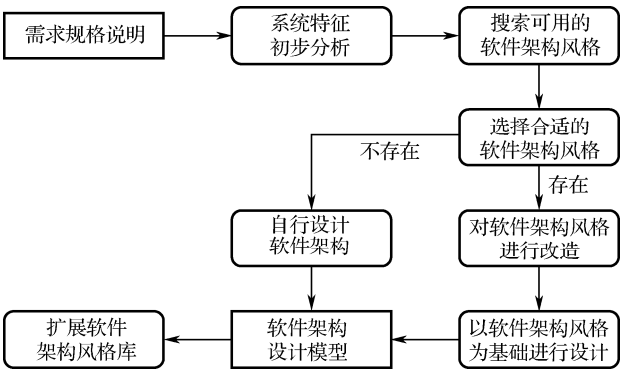 需求规格说明
系统特征
初步分析
搜索可用的
软件架构风格
选择合适的
软件架构风格
不存在
存在
自行设计
软件架构
对软件架构风格
进行改造
扩展软件
架构风格库
软件架构
设计模型
以软件架构风格
为基础进行设计